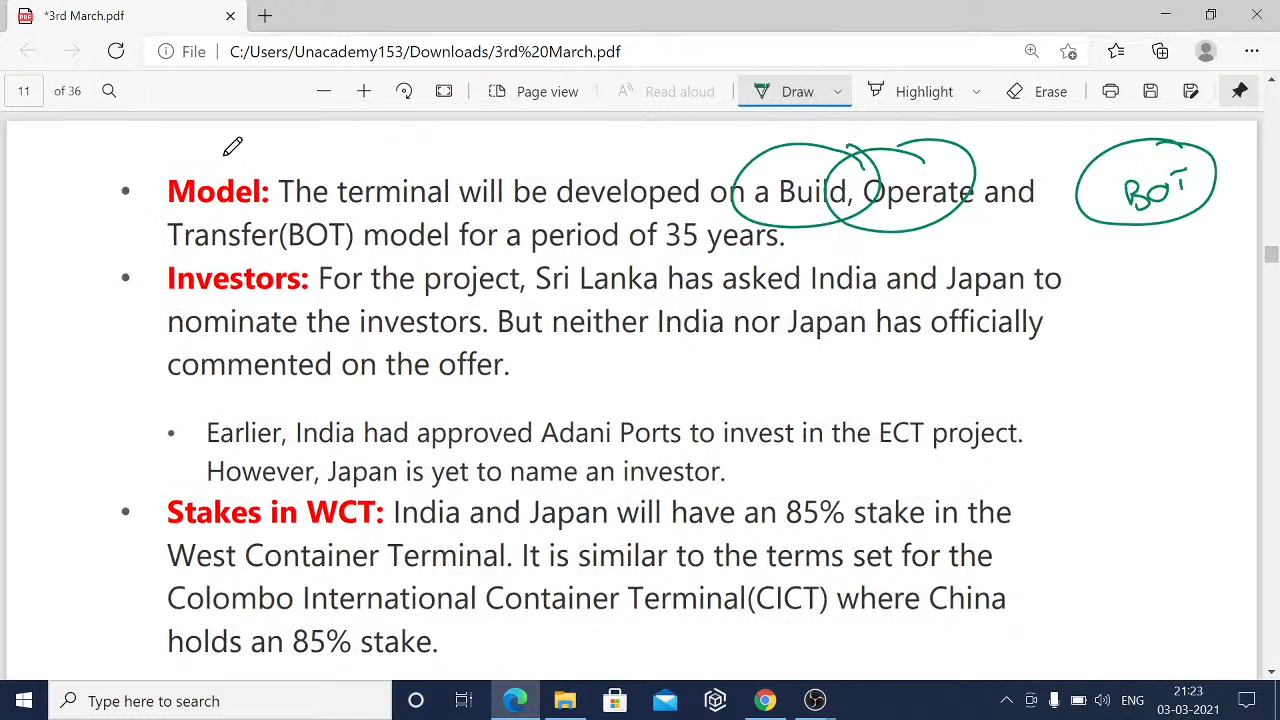 *3rd March.pdf
File
C:/Users/Unacademy153/Downloads/3rd%20March.pdf
11 of 36
Page view
Read aloud
Draw
Highlight
Erase
BOT
• Model: The terminal will be developed on a Build, Operate and
Transfer(BOT) model for a period of 35 years.
• Investors: For the project, Sri Lanka has asked India and Japan to
nominate the investors. But neither India nor Japan has officially
commented on the offer.
• Earlier, India had approved Adani Ports to invest in the ECT project.
However, Japan is yet to name an investor.
• Stakes in WCT: India and Japan will have an 85% stake in the
West Container Terminal. It is similar to the terms set for the
Colombo International Container Terminal(CICT) where China
holds an 85% stake.
Type here to search
ENG
21:23
03-03-2021